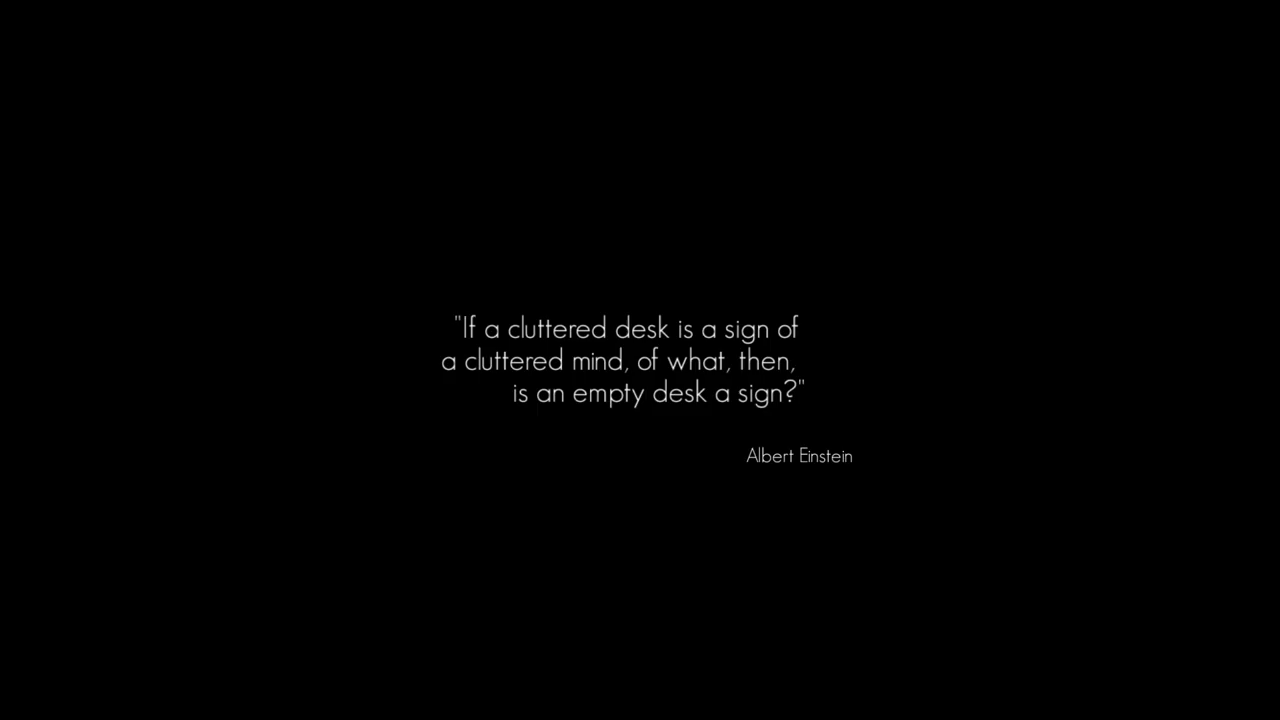 "If a cluttered desk is a sign of
a cluttered mind, of what, then,
is an empty desk a sign?"
Albert Einstein